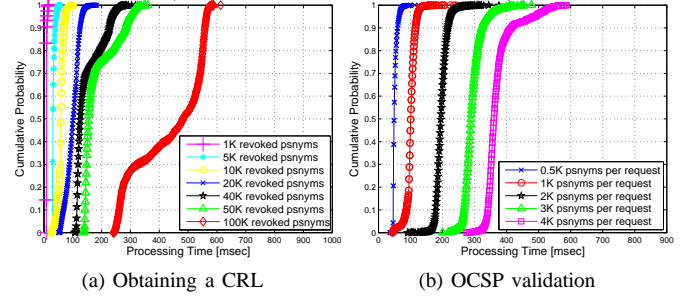 Cumulative Probability
1
0.9
0.8
0.7
0.6
0.5
0.4
0.3
0.2
0.1
0
1K revoked psnyms
5K revoked psnyms
10K revoked psnyms
20K revoked psnyms
40K revoked psnyms
50K revoked psnyms
100K revoked psnyms
0 100 200 300 400 500 600 700 800 900 1000
Processing Time [msec]
(a) Obtaining a CRL
Cumulative Probability
1
0.9
0.8
0.7
0.6
0.5
0.4
0.3
0.2
0.1
0
0.5K psnyms per request
1K psnyms per request
2K psnyms per request
3K psnyms per request
4K psnyms per request
0 100 200 300 400 500 600 700 800 900
Processing Time [msec]
(b) OCSP validation